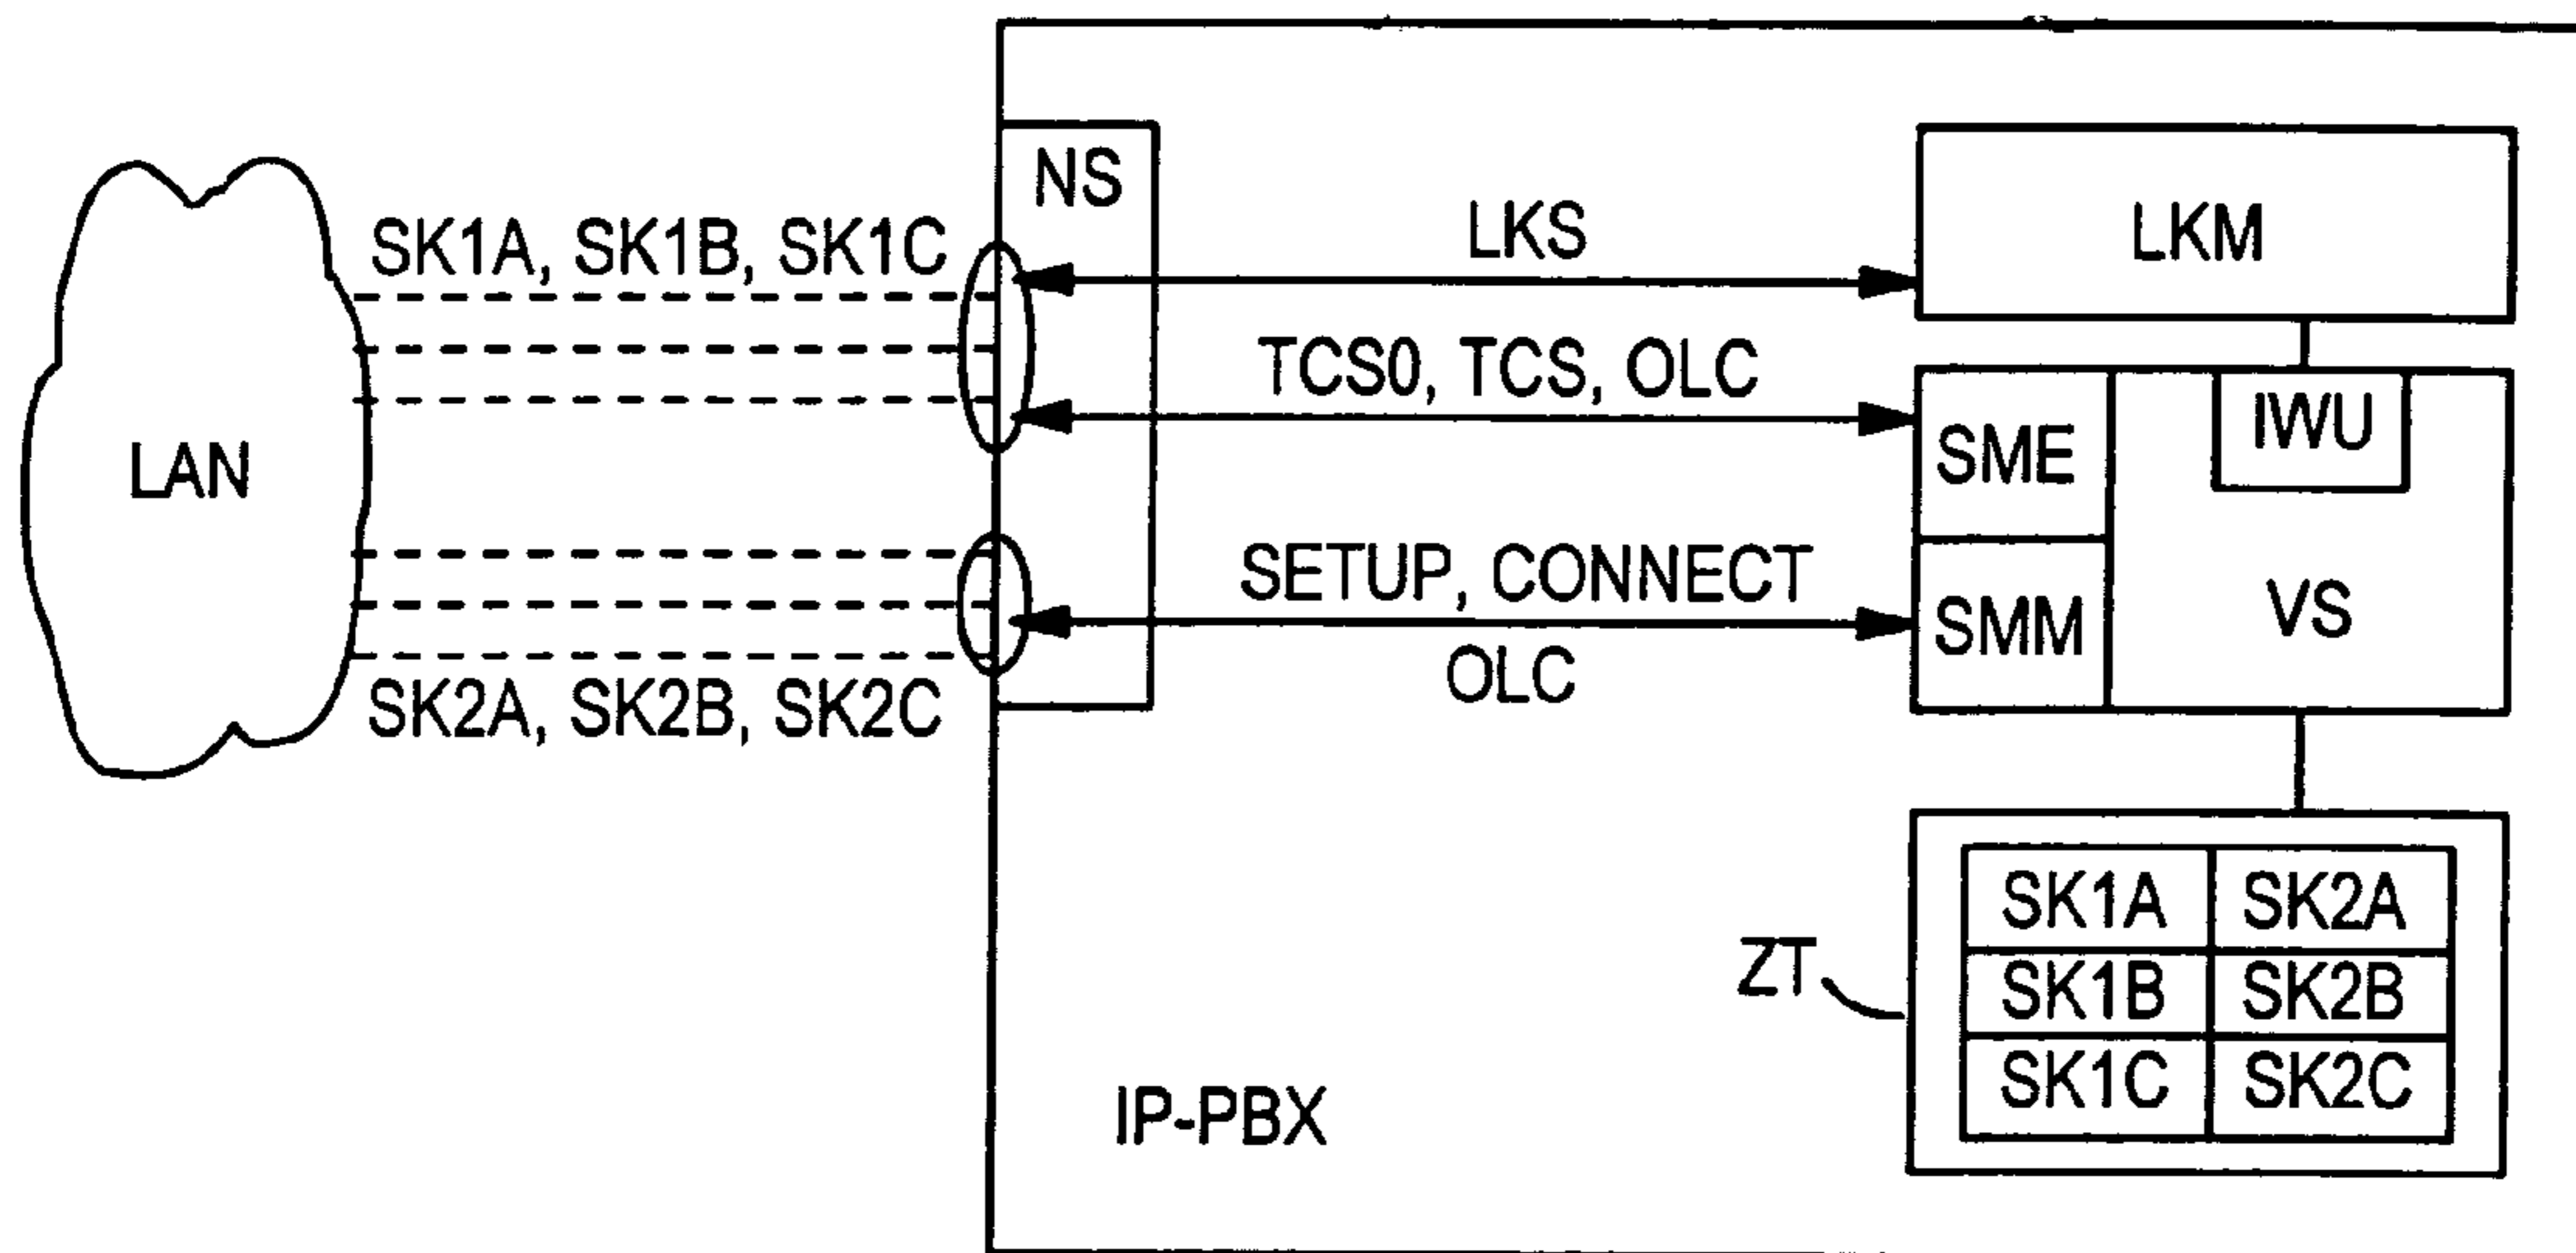 NS
LKS
LKM
SK1A, SK1B, SK1C
TCS0, TCS, OLC
IWU
SME
LAN
SETUP, CONNECT
OLC
SMM
VS
SK2A, SK2B, SK2C
ZT
SK1A SK2A
SK1B SK2B
SK1C SK2C
IP-PBX